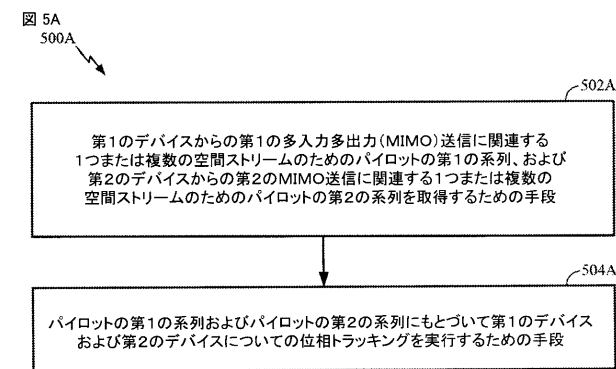 図 5A
500A
502A
第1のデバイスからの第1の多入力多出力(MIMO)送信に関連する
1つまたは複数の空間ストリームのためのパイロットの第1の系列、および
第2のデバイスからの第2のMIMO送信に関連する1つまたは複数の
空間ストリームのためのパイロットの第2の系列を取得するための手段
504A
パイロットの第1の系列およびパイロットの第2の系列にもとづいて第1のデバイス
および第2のデバイスについての位相トラッキングを実行するための手段